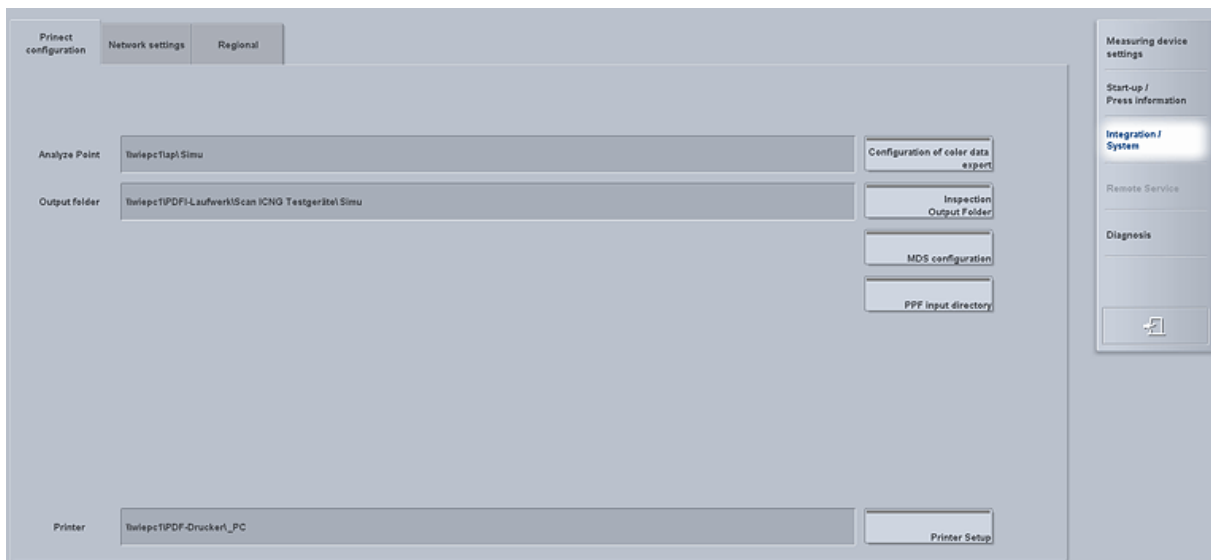 Prinect
configuration
Network settings
Regional
Analyze Point
\\wiepc1\ap\Simu
Configuration of color data
export
Output folder
\\wiepc1\PDFI-Laufwerk\Scan ICNG Testgeräte\Simu
Inspection
Output Folder
MDS configuration
PPF input directory
Printer
\\wiepc1\PDF-Drucker\_PC
Printer Setup
Measuring device
settings
Start-up /
Press information
Integration /
System
Remote Service
Diagnosis